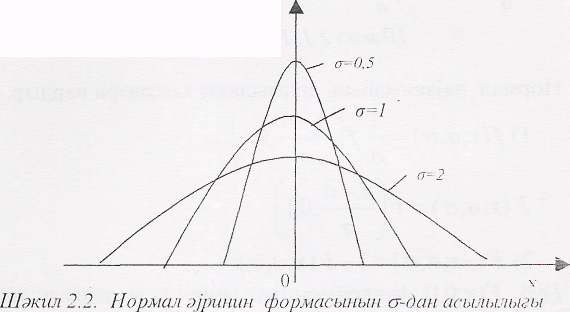 σ=0.5
σ=1
σ=2
0
x
Шәкил 2.2. Нормал әјринин формасынын σ-дан асылылығы